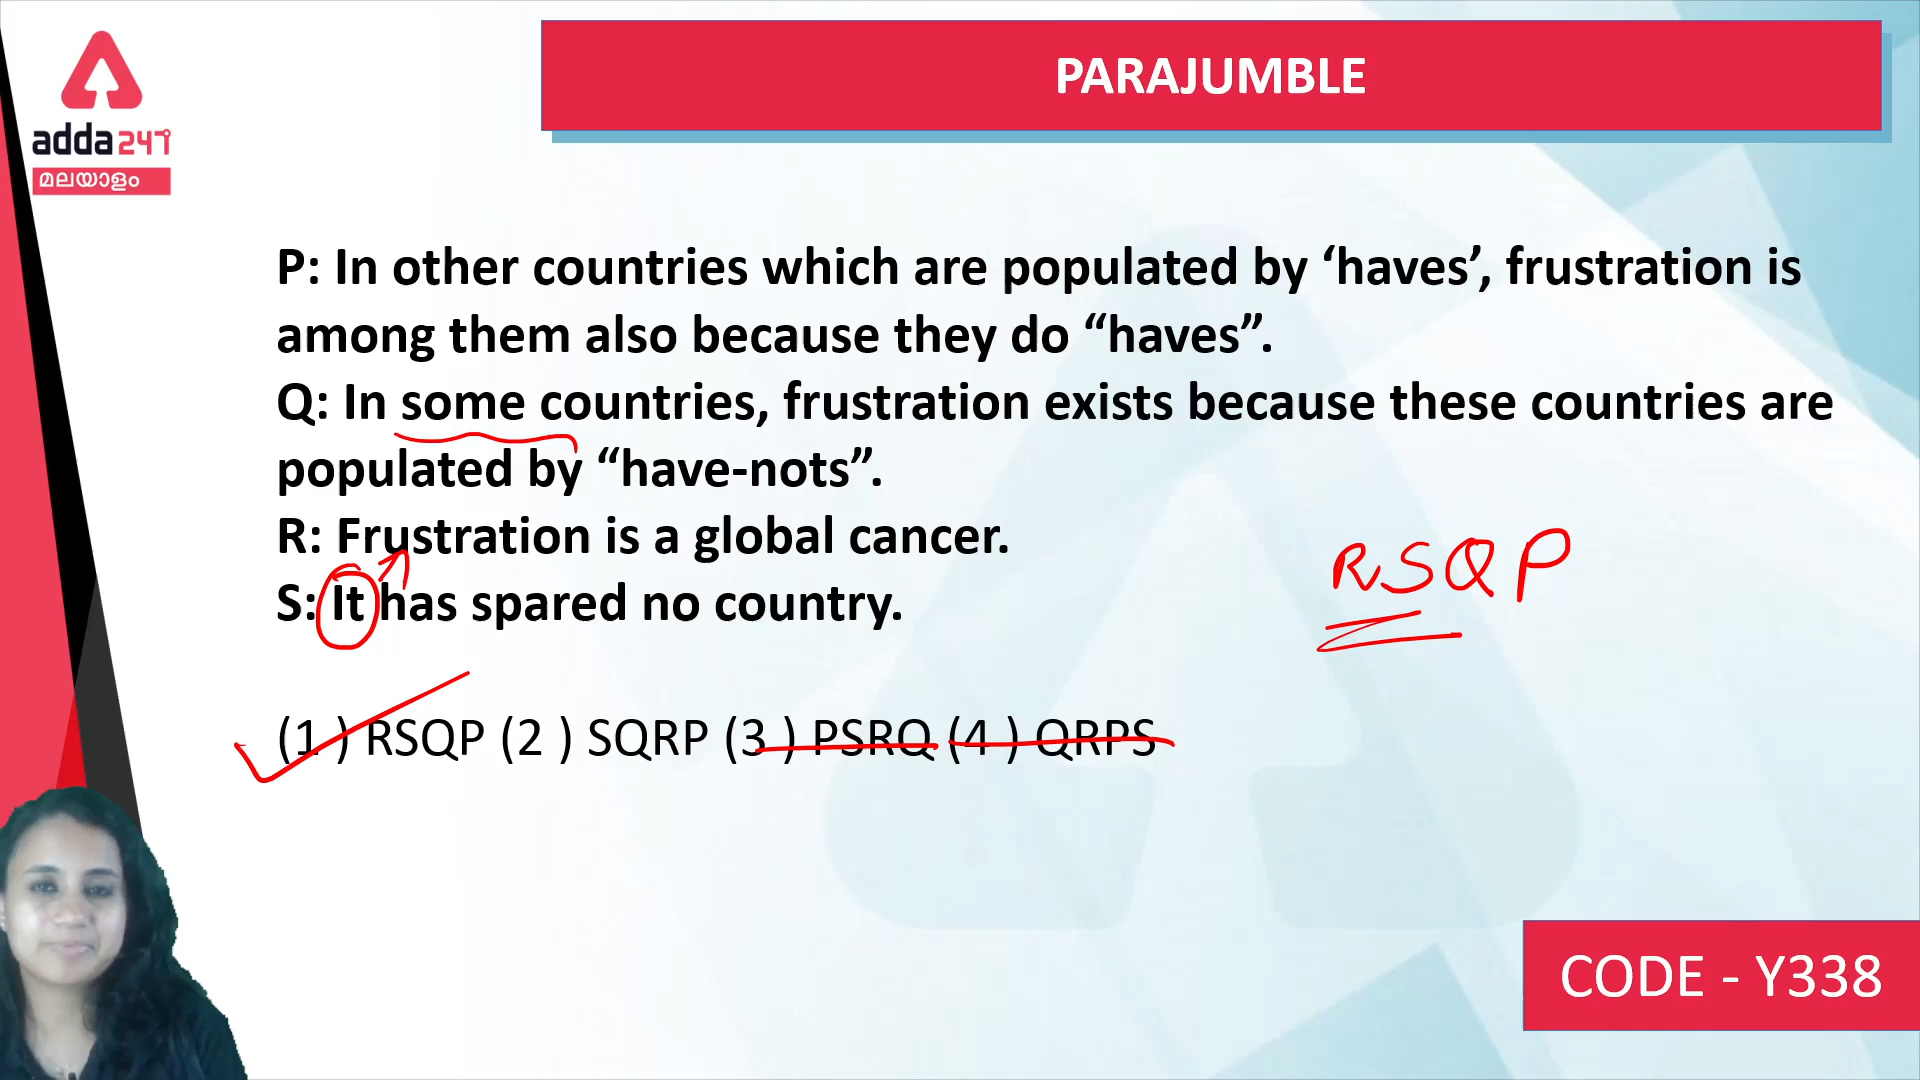 PARAJUMBLE
adda247
മലയാളം
P: In other countries which are populated by ‘haves’, frustration is
among them also because they do “haves”.
Q: In some countries, frustration exists because these countries are
populated by “have-nots”.
R: Frustration is a global cancer.
S: It has spared no country.
RSQP
(1 ) RSQP (2 ) SQRP (3 ) PSRQ (4 ) QRPS
CODE - Y338